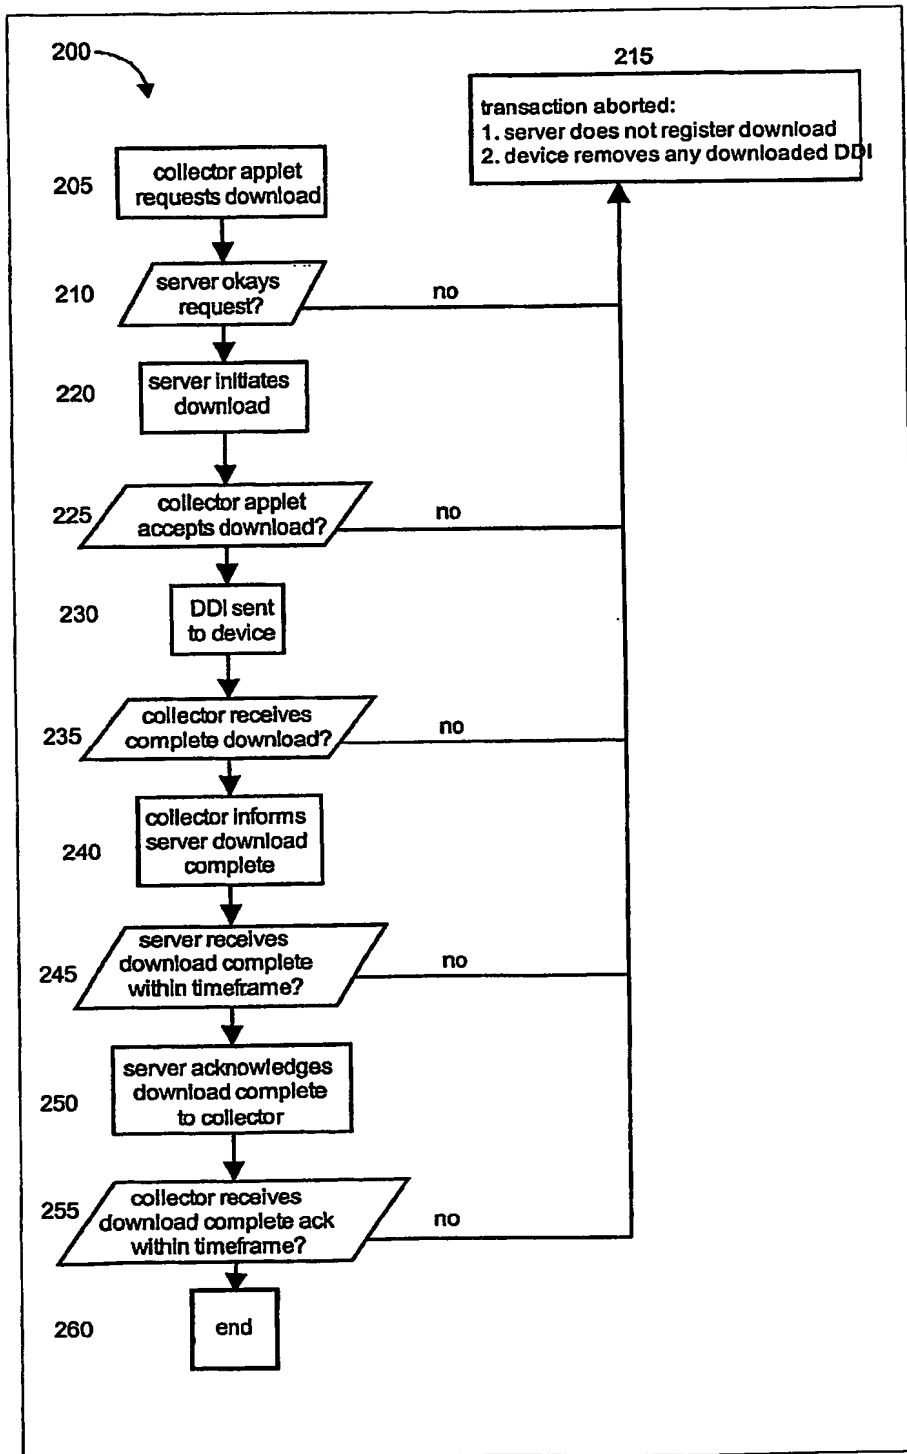 200
215
transaction aborted:
1. server does not register download
2. device removes any downloaded DDI
205
collector applet
requests download
210
server okays
request?
no
220
server initiates
download
225
collector applet
accepts download?
no
230
DDI sent
to device
235
collector receives
complete download?
no
240
collector informs
server download
complete
245
server receives
download complete
within timeframe?
no
250
server acknowledges
download complete
to collector
255
collector receives
download complete ack
within timeframe?
no
260
end